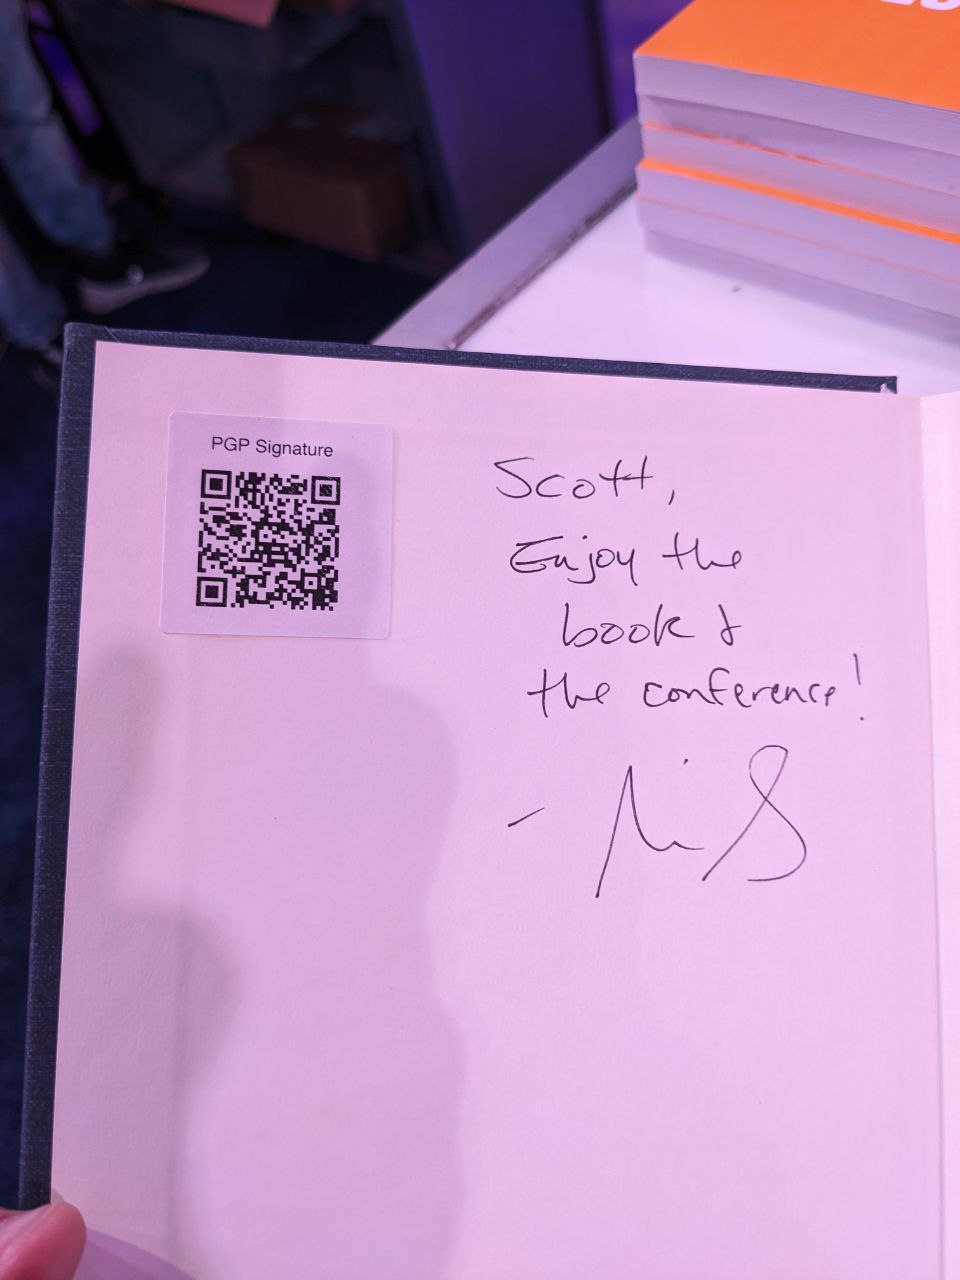 PGP Signature
Scott,
Enjoy the
book &
the conference!